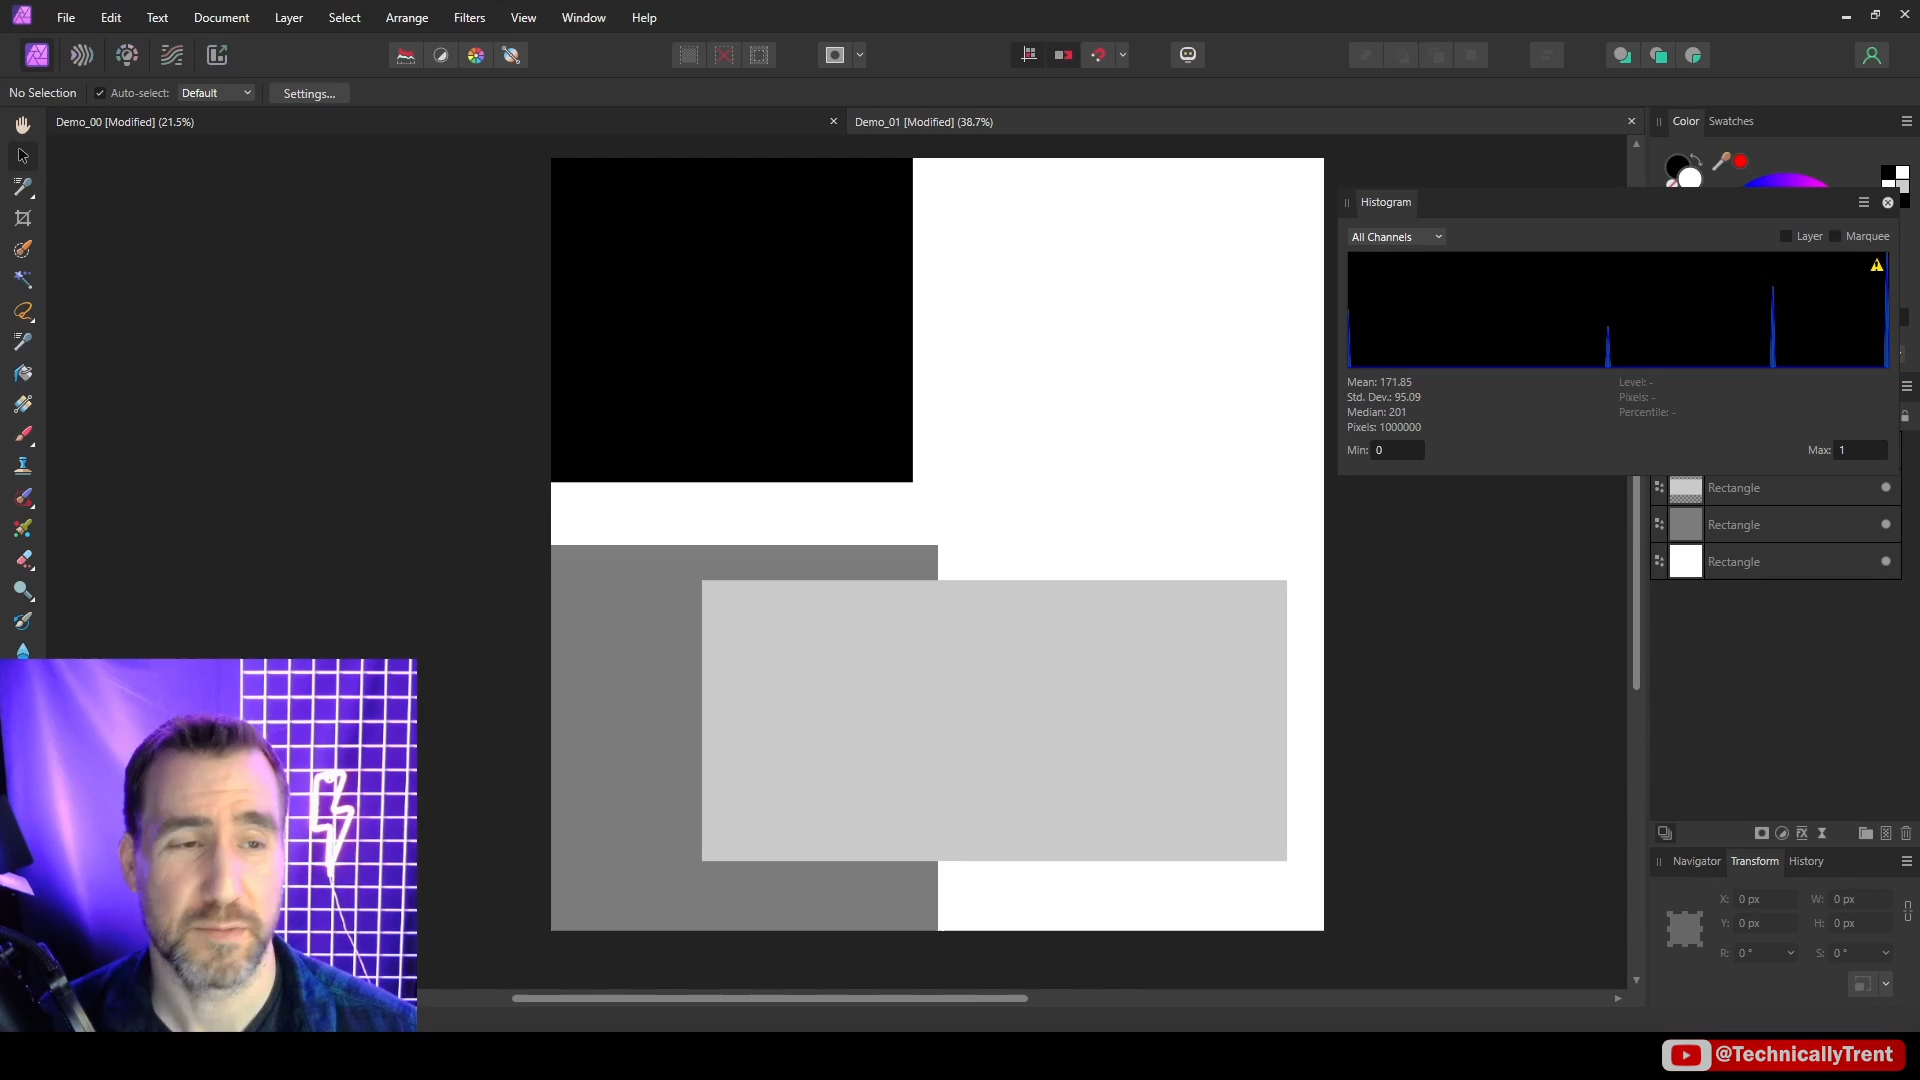 File Edit Text Document Layer Select Arrange Filters View Window Help
No Selection Auto-select: Default Settings...
Demo_00 [Modified] (21.5%)
Demo_01 [Modified] (38.7%)
Color Swatches
Histogram
All Channels
Layer Marquee
Mean: 171.85
Std. Dev.: 95.09
Median: 201
Pixels: 1000000
Level: -
Pixels: -
Percentile: -
Min: 0
Max: 1
Rectangle
Rectangle
Rectangle
Navigator Transform History
X: 0 px W: 0 px
Y: 0 px H: 0 px
R: 0 ° S: 0 °
@TechnicallyTrent